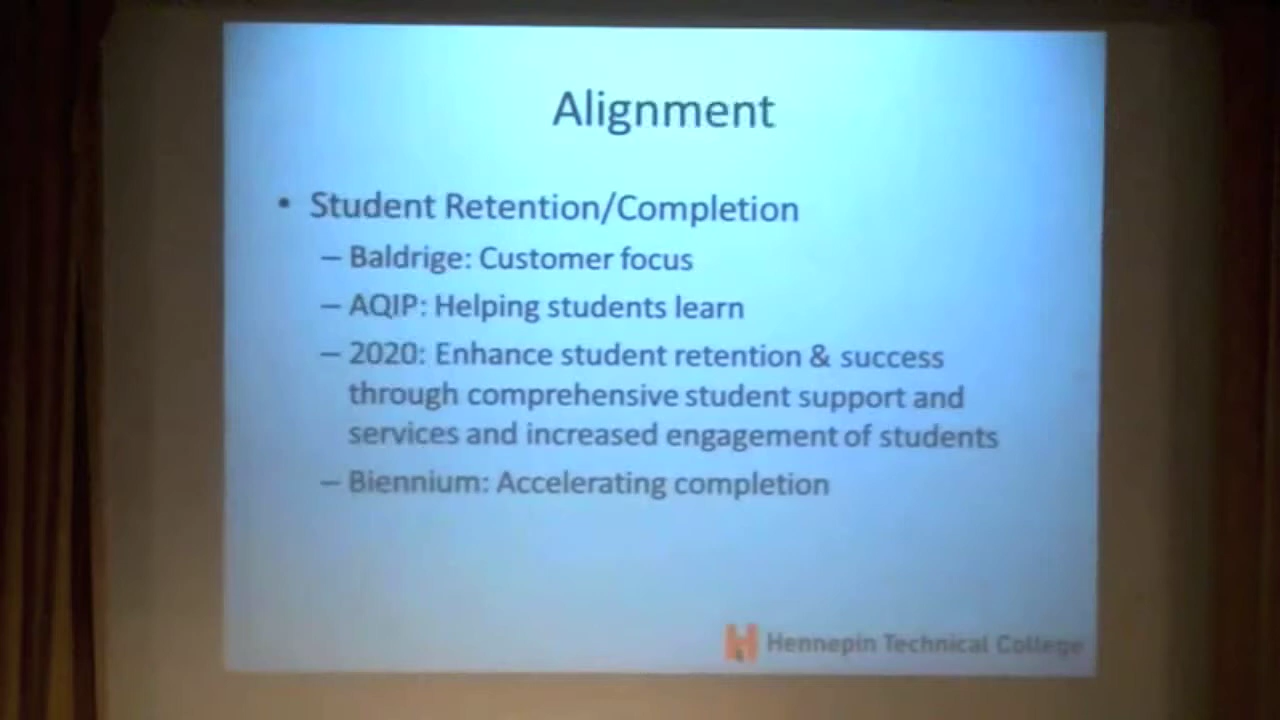 Alignment
• Student Retention/Completion
– Baldrige: Customer focus
– AQIP: Helping students learn
– 2020: Enhance student retention & success
through comprehensive student support and
services and increased engagement of students
– Biennium: Accelerating completion
H Hennepin Technical College